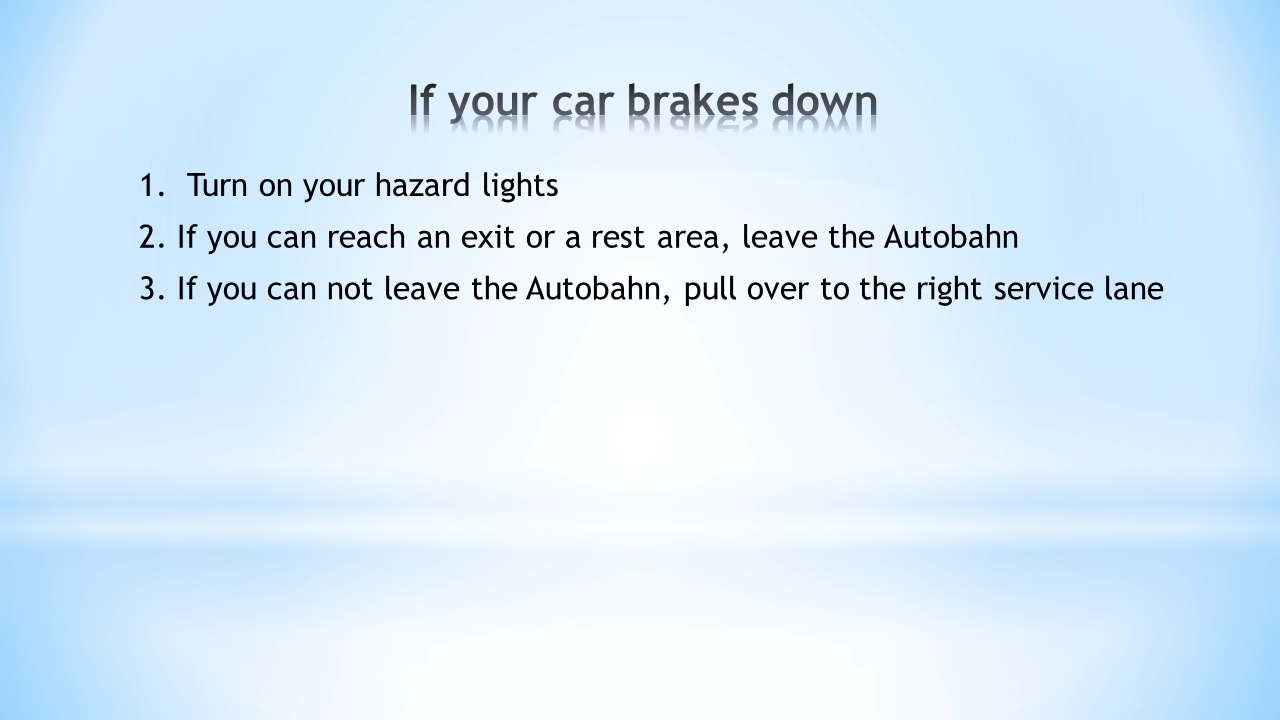 If your car brakes down
1. Turn on your hazard lights
2. If you can reach an exit or a rest area, leave the Autobahn
3. If you can not leave the Autobahn, pull over to the right service lane